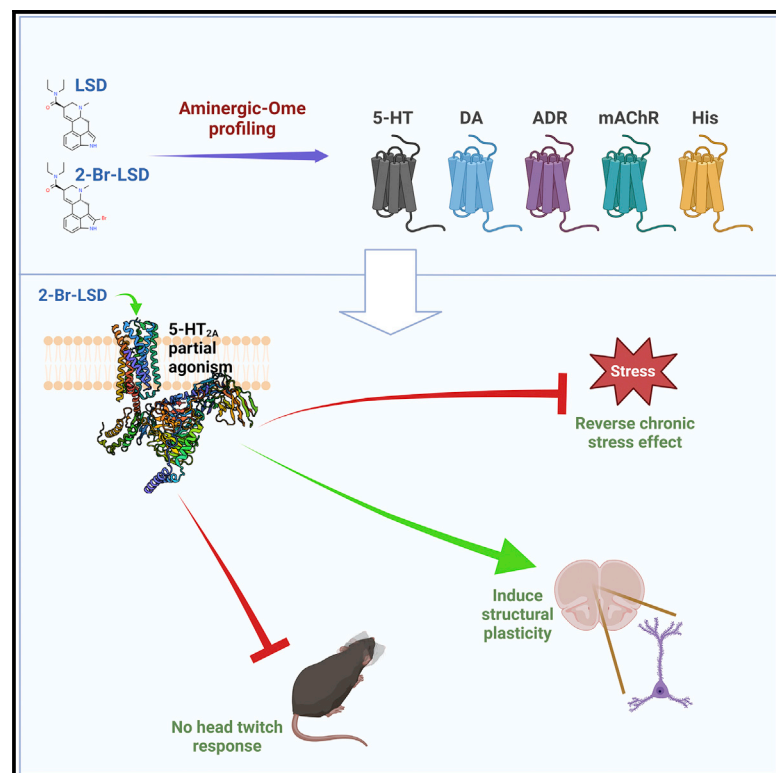 LSD
2-Br-LSD
Aminergic-Ome
profiling
5-HT
DA
ADR
mAChR
His
2-Br-LSD
5-HT2A
partial
agonism
Stress
Reverse chronic
stress effect
Induce
structural
plasticity
No head twitch
response